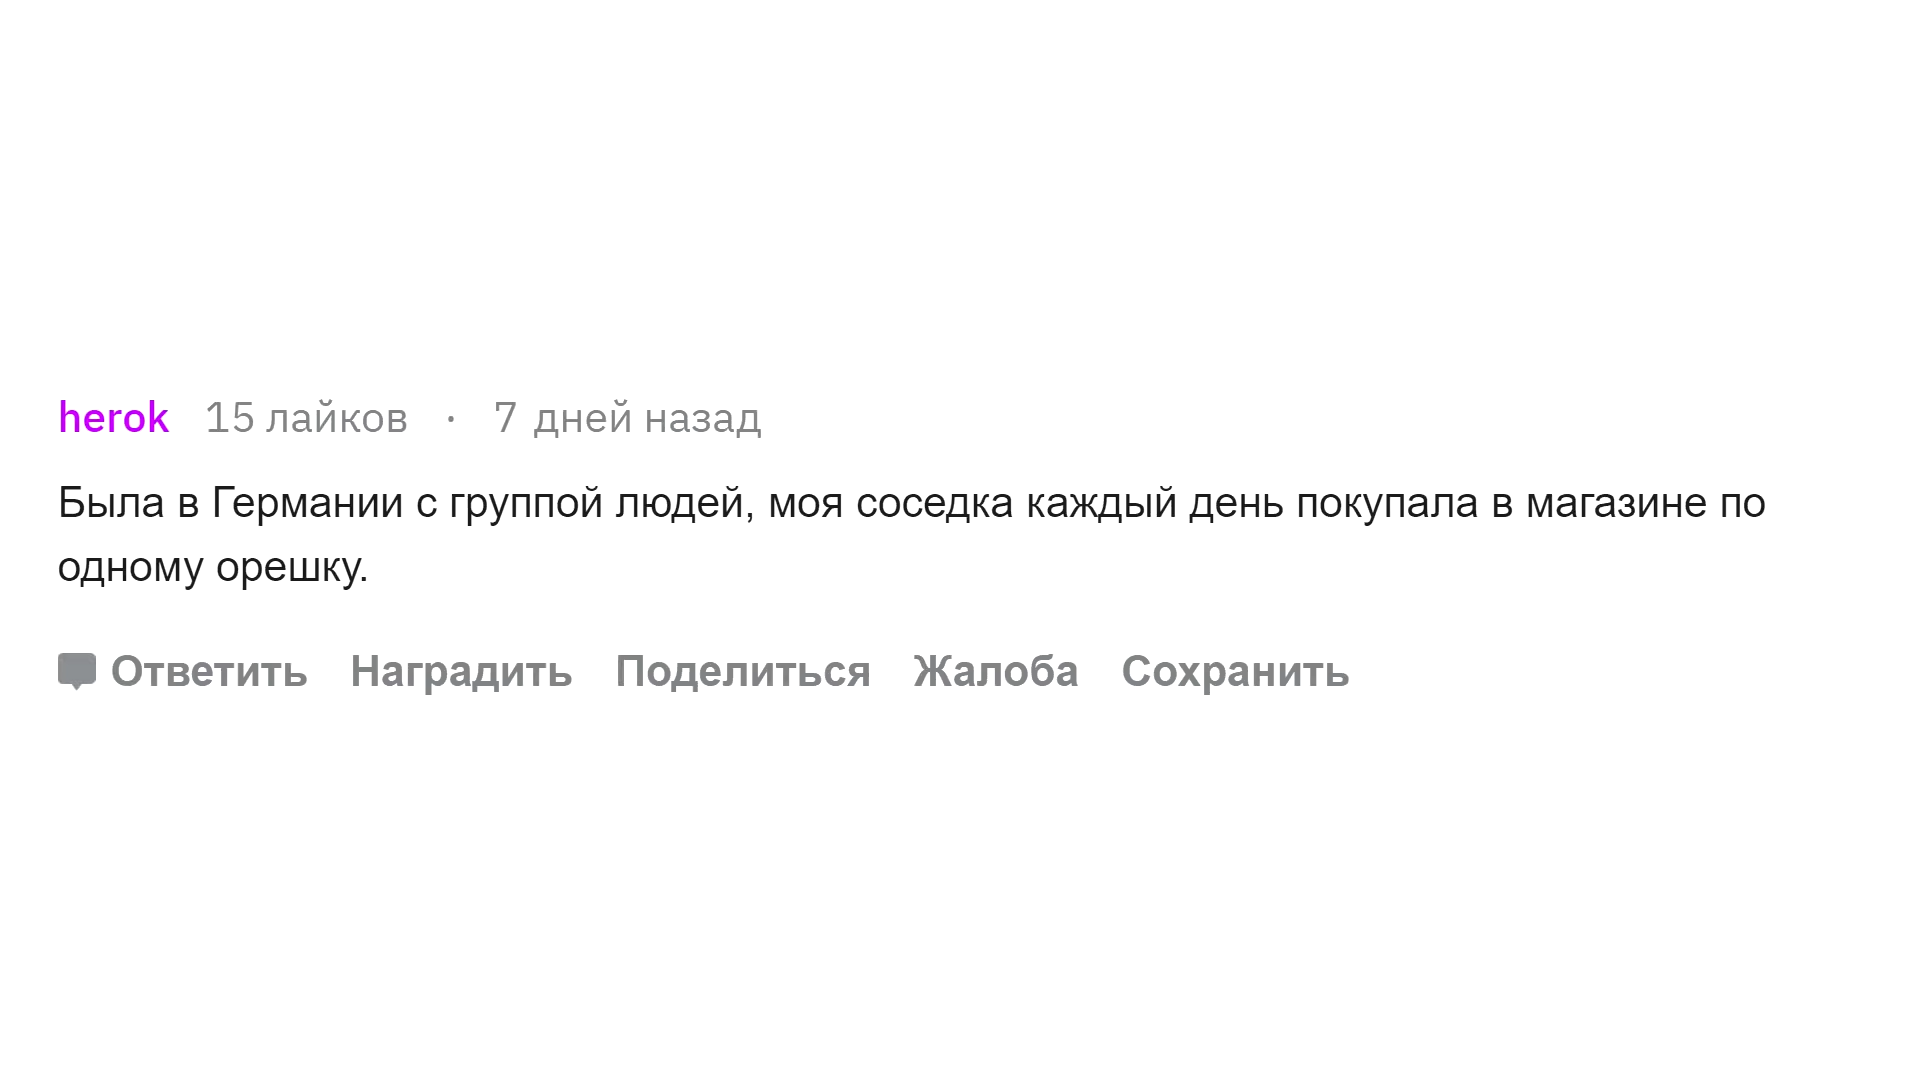 herok 15 лайков · 7 дней назад
Была в Германии с группой людей, моя соседка каждый день покупала в магазине по
одному орешку.
Ответить Наградить Поделиться Жалоба Сохранить